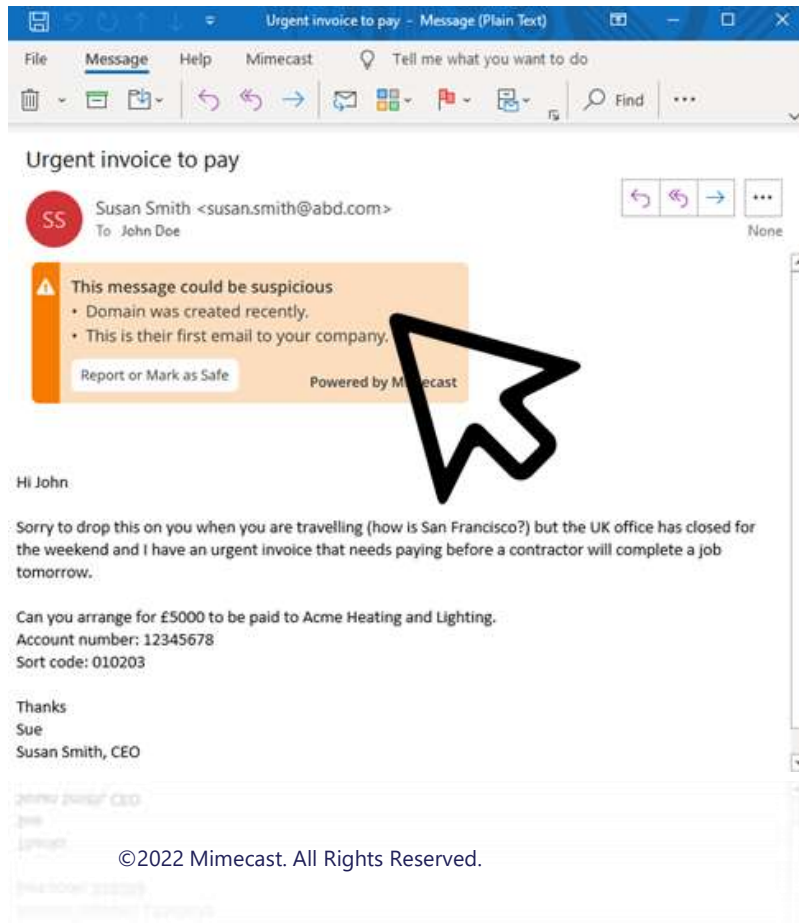 Urgent invoice to pay - Message (Plain Text)
File Message Help Mimecast Tell me what you want to do
Find
Urgent invoice to pay
SS
Susan Smith <susan.smith@abd.com>
To John Doe
None
This message could be suspicious
• Domain was created recently.
• This is their first email to your company.
Report or Mark as Safe
Powered by
Hi John
Sorry to drop this on you when you are travelling (how is San Francisco?) but the UK office has closed for
the weekend and I have an urgent invoice that needs paying before a contractor will complete a job
tomorrow.
Can you arrange for £5000 to be paid to Acme Heating and Lighting.
Account number: 12345678
Sort code: 010203
Thanks
Sue
Susan Smith, CEO
©2022 Mimecast. All Rights Reserved.